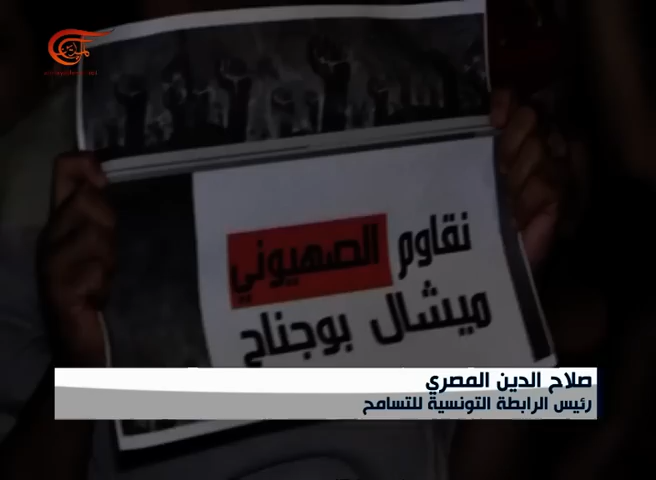 نقاوم الصهيوني
ميشال بوجناح
صلاح الدين المصري
رئيس الرابطة التونسية للتسامح